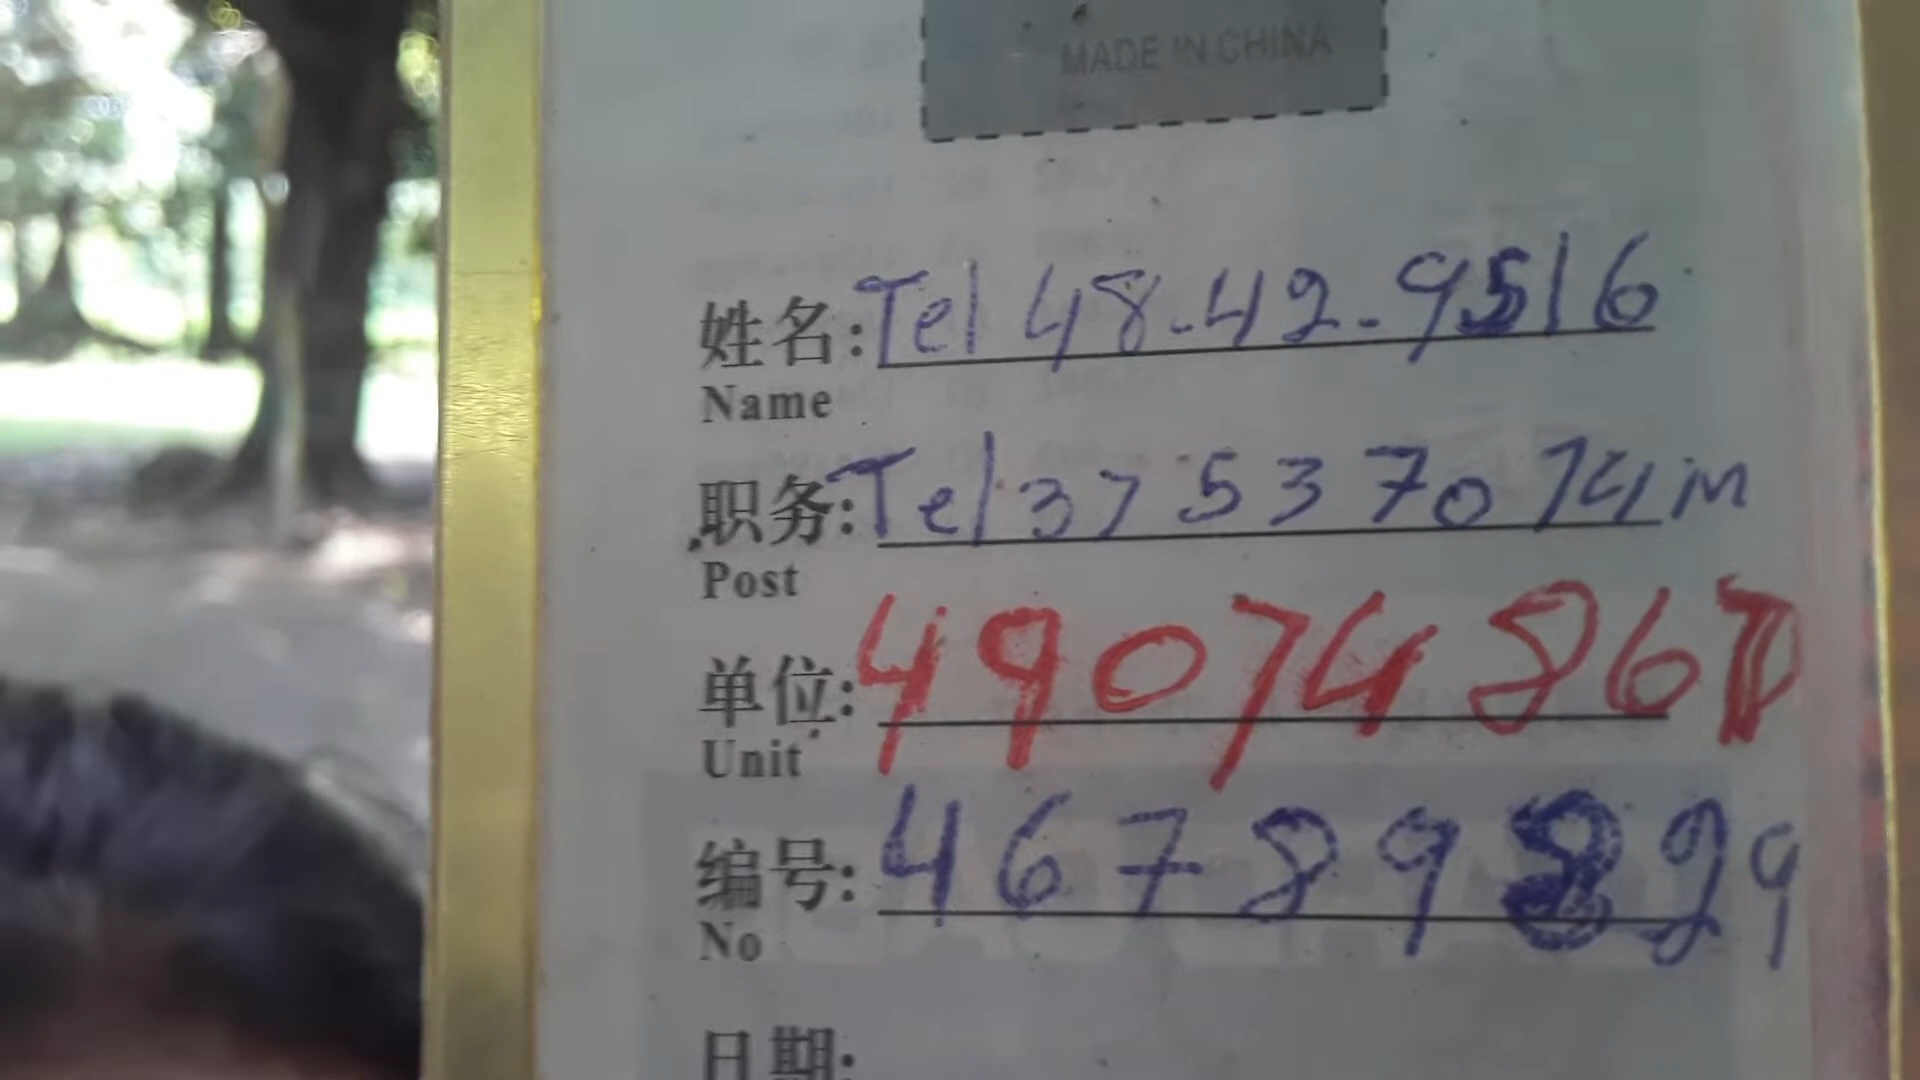 MADE IN CHINA
姓名: Tel 48-42-9516
Name
职务: Tel 37537074 m
Post
单位: 4907486
Unit
编号: 46789829
No
日期: